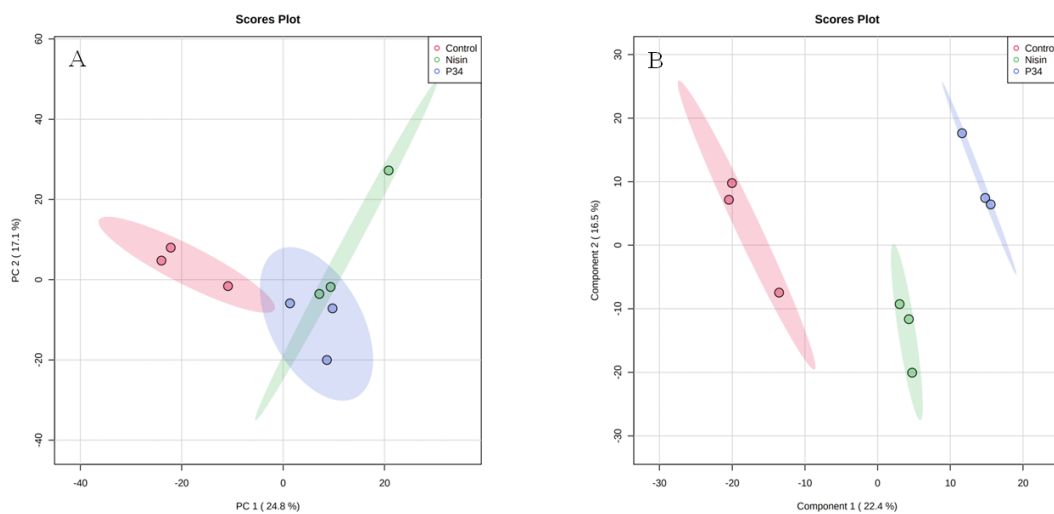 Scores Plot
A
Control
Nisin
P34
60
40
20
0
-20
-40
PC 2 ( 17.1 %)
-40
-20
0
20
PC 1 ( 24.8 %)
Scores Plot
B
Contro
Nisin
P34
30
20
10
0
-10
-20
-30
Component 2 ( 16.5 %)
-30
-20
-10
0
10
20
Component 1 ( 22.4 %)